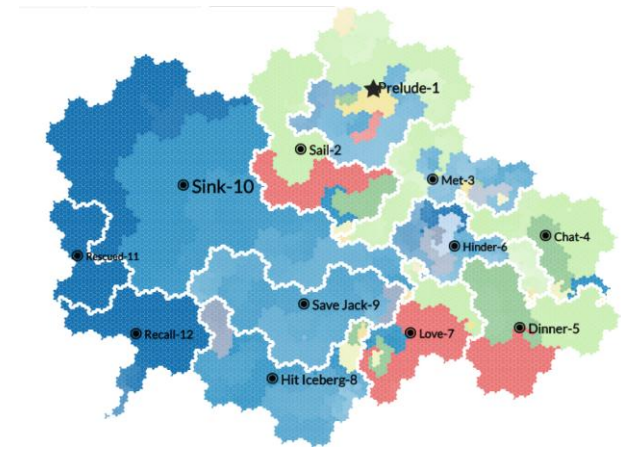 Prelude-1
Sail-2
Met-3
Sink-10
Chat-4
Hinder-6
Rescued-11
Save Jack-9
Dinner-5
Love-7
Recall-12
Hit Iceberg-8